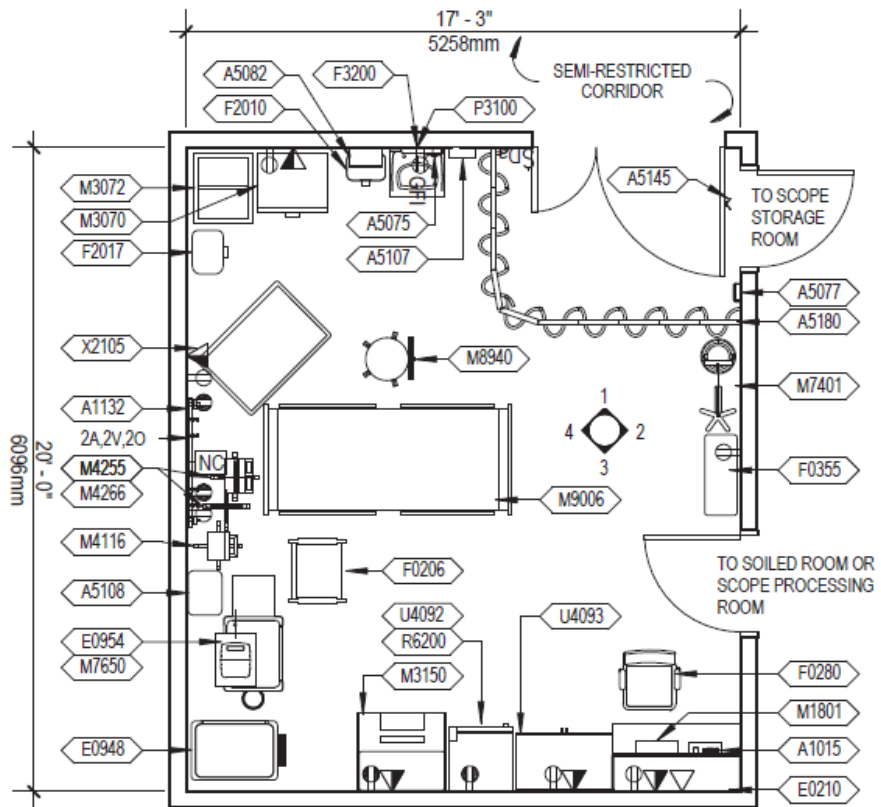 17' - 3"
5258mm
SEMI-RESTRICTED
CORRIDOR
A5082
F3200
F2010
P3100
M3072
M3070
F2017
GFI
SDa
A5075
A5107
A5145
TO SCOPE
STORAGE
ROOM
A5077
A5180
X2105
M8940
M7401
A1132
2A,2V,2O
1
4
2
3
20' - 0"
6096mm
M4255
NC
M4266
M9006
F0355
M4116
A5108
F0206
TO SOILED ROOM OR
SCOPE PROCESSING
ROOM
U4092
U4093
R6200
E0954
M7650
M3150
F0280
M1801
E0948
A1015
E0210